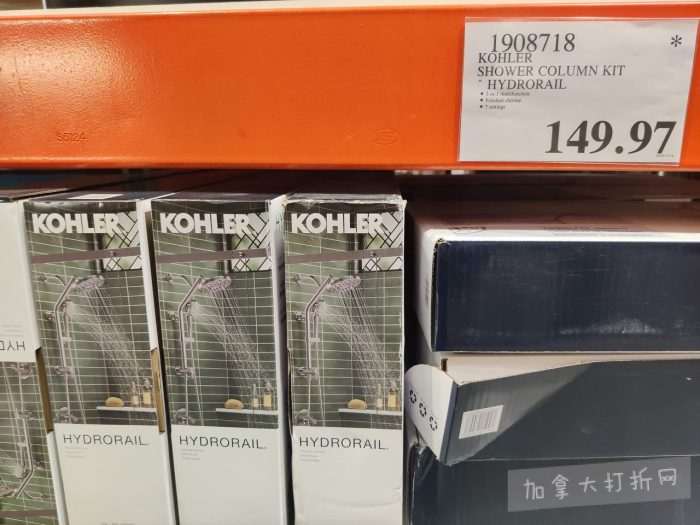 1908718 *
KOHLER
SHOWER COLUMN KIT
HYDRORAIL
149.97
KOHLER
KOHLER
KOHLER
HYDRORAIL
HYDRORAIL
HYDRORAIL
HYD
加拿大打折网